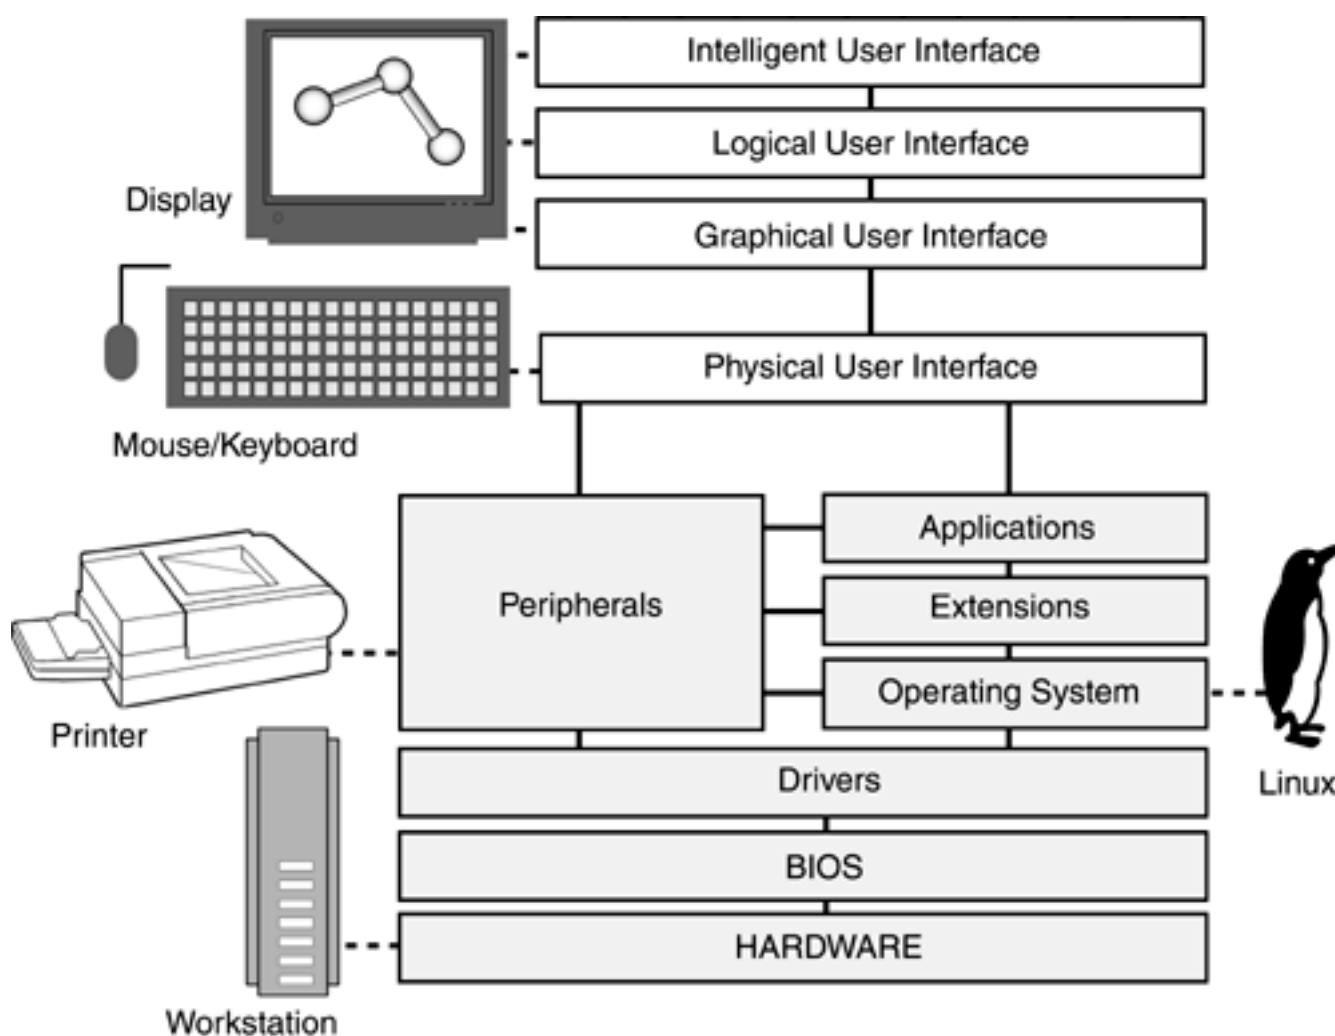 Intelligent User Interface
Logical User Interface
Display
Graphical User Interface
Physical User Interface
Mouse/Keyboard
Applications
Peripherals
Extensions
Operating System
Printer
Drivers
Linux
BIOS
HARDWARE
Workstation